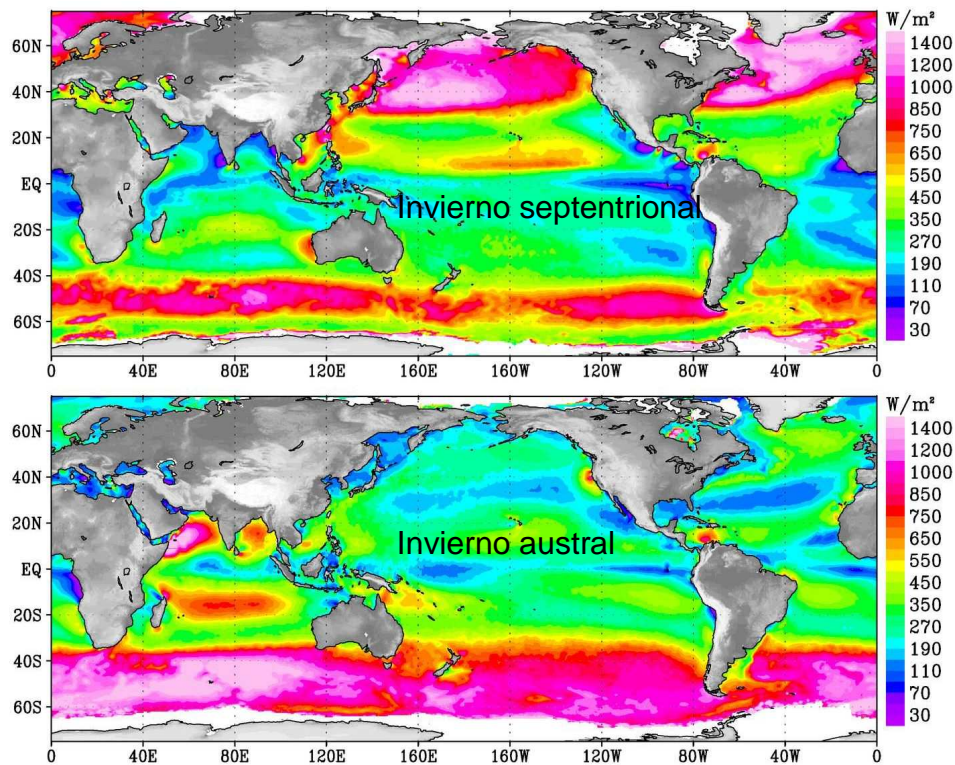 W/m²
60N
40N
20N
EQ
20S
40S
60S
Invierno septentrional
1400
1200
1000
850
750
650
550
450
350
270
190
110
70
30
0 40E 80E 120E 160E 160W 120W 80W 40W 0
W/m²
60N
40N
20N
EQ
20S
40S
60S
Invierno austral
1400
1200
1000
850
750
650
550
450
350
270
190
110
70
30
0 40E 80E 120E 160E 160W 120W 80W 40W 0